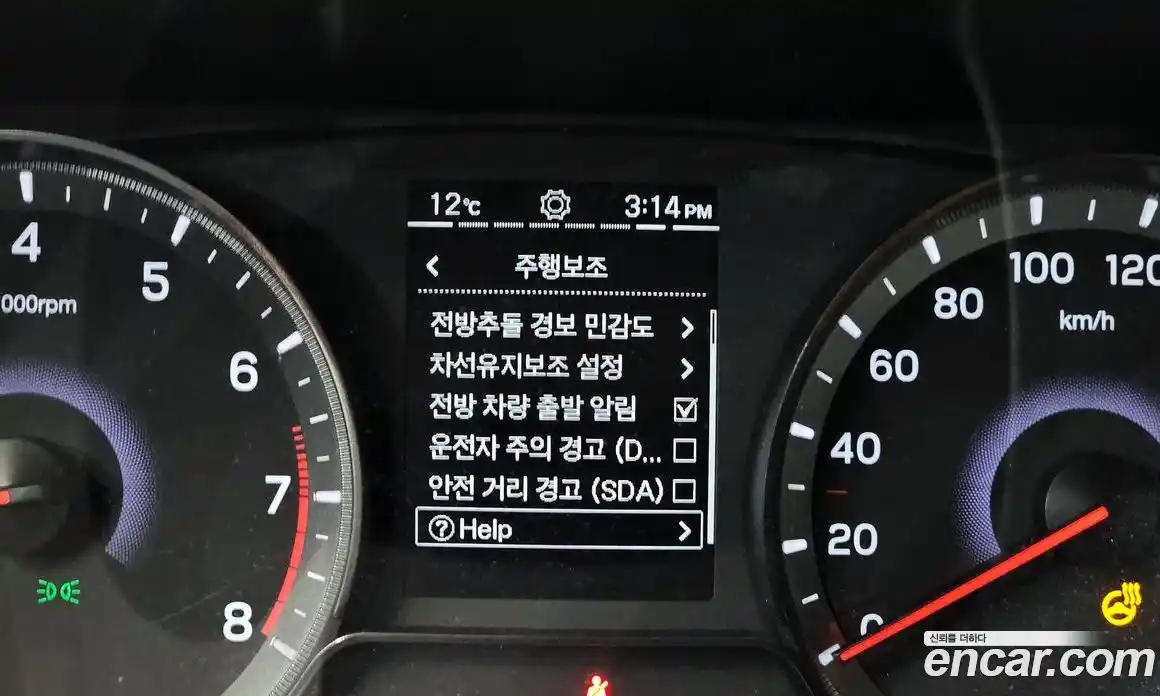 12℃ 3:14 PM
주행보조
전방추돌 경보 민감도
차선유지보조 설정
전방 차량 출발 알림
운전자 주의 경고 (D...
안전 거리 경고 (SDA)
Help
4
5
6
7
8
000rpm
0
20
40
60
80
100
120
km/h
신뢰를 더하다
encar.com